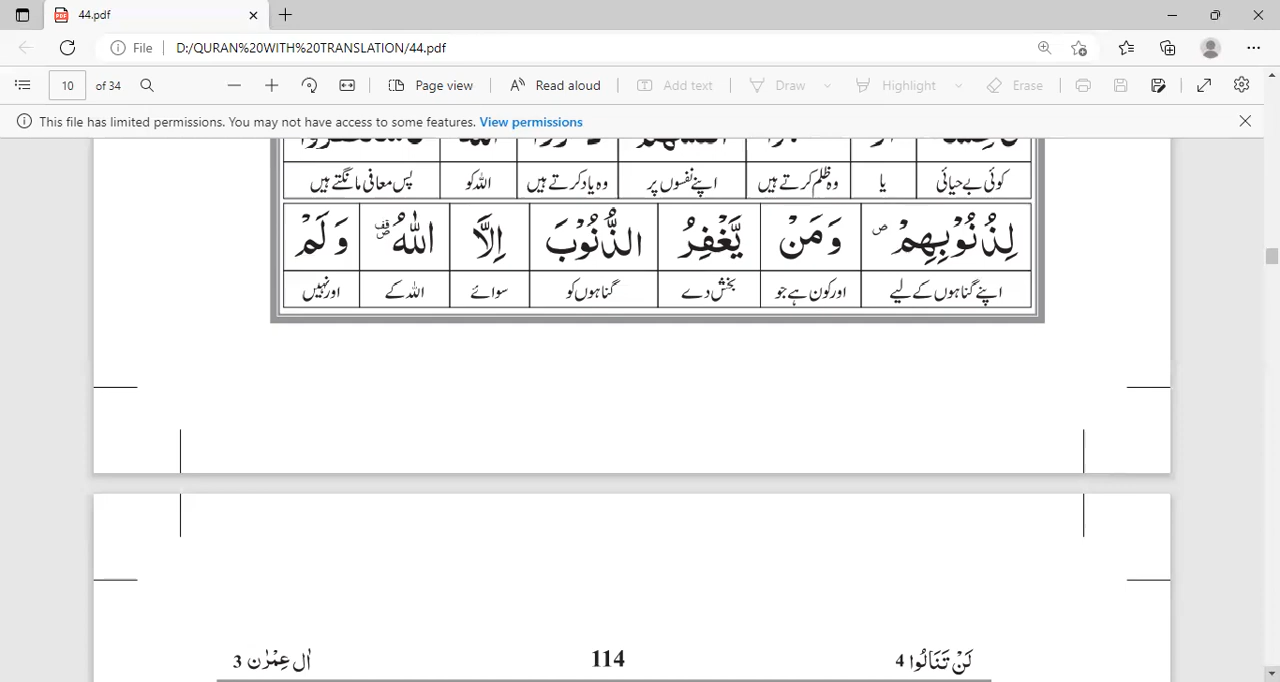 44.pdf
File D:/QURAN%20WITH%20TRANSLATION/44.pdf
10 of 34 Page view Read aloud Add text Draw Highlight Erase
This file has limited permissions. You may not have access to some features. View permissions
کوئی بے حیائی یا وہ ظلم کرتے ہیں اپنے نفسوں پر وہ یاد کرتے ہیں اللہ کو پس معافی مانگتے ہیں
لِذُنُوْبِهِمْ ۪ وَ مَنْ يَّغْفِرُ الذُّنُوْبَ اِلَّا اللّٰهُ ۪۫ وَ لَمْ
اپنے گناہوں کے لیے اور کون ہے جو بخش دے گناہوں کو سوائے اللہ کے اور نہیں
لَنْ تَنَالُوا 4 114 اٰلِ عِمْرٰن 3